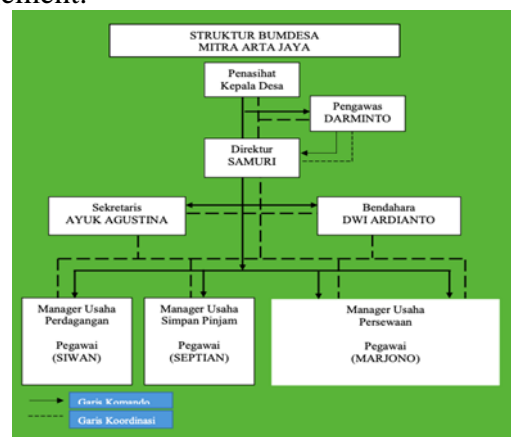 ement.
STRUKTUR BUMDESA
MITRA ARTA JAYA
Penasihat
Kepala Desa
Pengawas
DARMINTO
Direktur
SAMURI
Sekretaris
AYUK AGUSTINA
Bendahara
DWI ARDIANTO
Manager Usaha
Perdagangan
Pegawai
(SIWAN)
Manager Usaha
Simpan Pinjam
Pegawai
(SEPTIAN)
Manager Usaha
Persewaan
Pegawai
(MARJONO)
Garis Komando
Garis Koordinasi